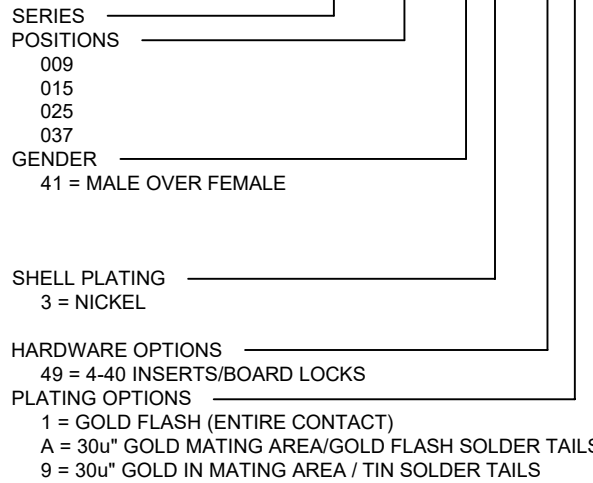 SERIES
POSITIONS
009
015
025
037
GENDER
41 = MALE OVER FEMALE
SHELL PLATING
3 = NICKEL
HARDWARE OPTIONS
49 = 4-40 INSERTS/BOARD LOCKS
PLATING OPTIONS
1 = GOLD FLASH (ENTIRE CONTACT)
A = 30u" GOLD MATING AREA/GOLD FLASH SOLDER TAILS
9 = 30u" GOLD IN MATING AREA / TIN SOLDER TAILS